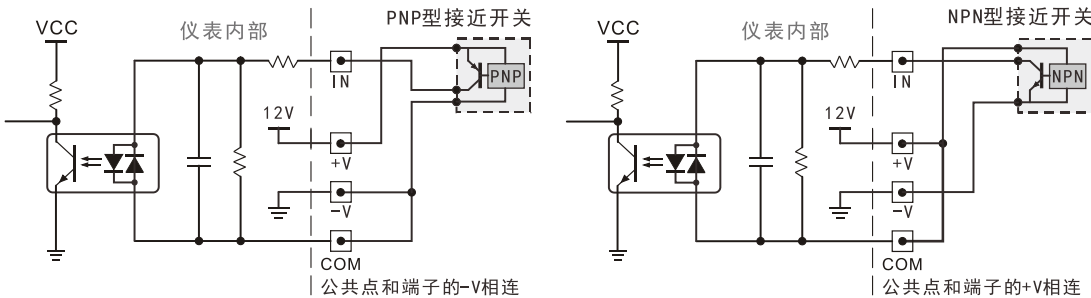 PNP型接近开关
VCC
仪表内部
IN
PNP
12V
+V
-V
COM
公共点和端子的-V相连
NPN型接近开关
VCC
仪表内部
IN
NPN
12V
+V
-V
COM
公共点和端子的+V相连